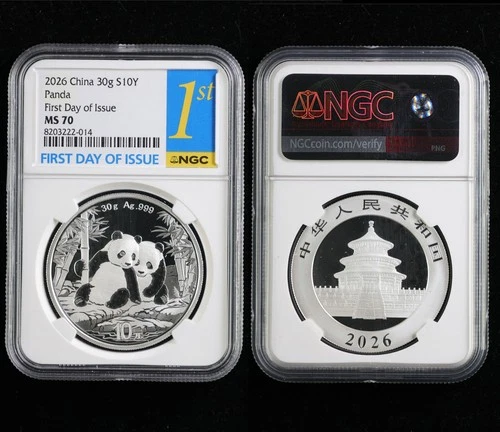 2026 China 30g S10Y
Panda
First Day of Issue
MS 70
8203222-014
FIRST DAY OF ISSUE
1st
NGC
30g Ag.999
10元
NGC
NGCcoin.com/verify
PNG
中华人民共和国
2026